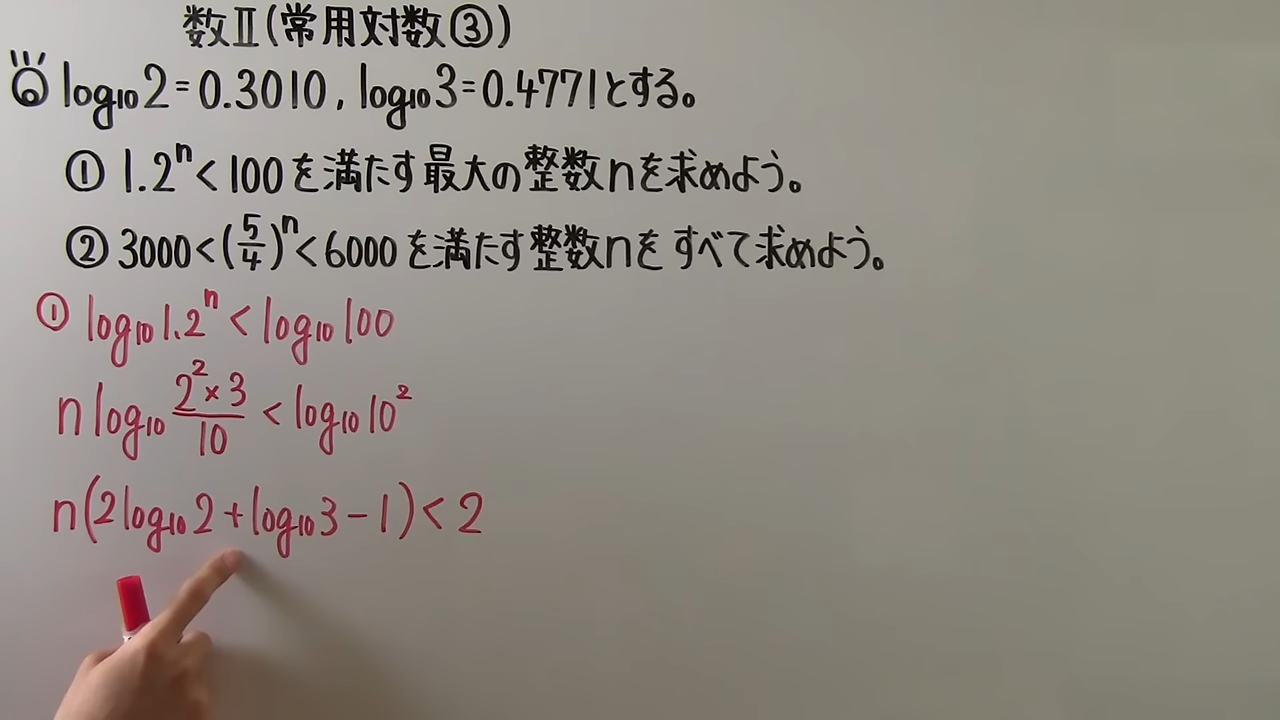 数Ⅱ(常用対数③)
log₁₀2=0.3010, log₁₀3=0.4771とする。
① 1.2ⁿ<100を満たす最大の整数nを求めよう。
② 3000<(5/4)ⁿ<6000を満たす整数nをすべて求めよう。
① log₁₀1.2ⁿ<log₁₀100
n log₁₀ (2²×3)/10 < log₁₀10²
n(2log₁₀2+log₁₀3-1)<2